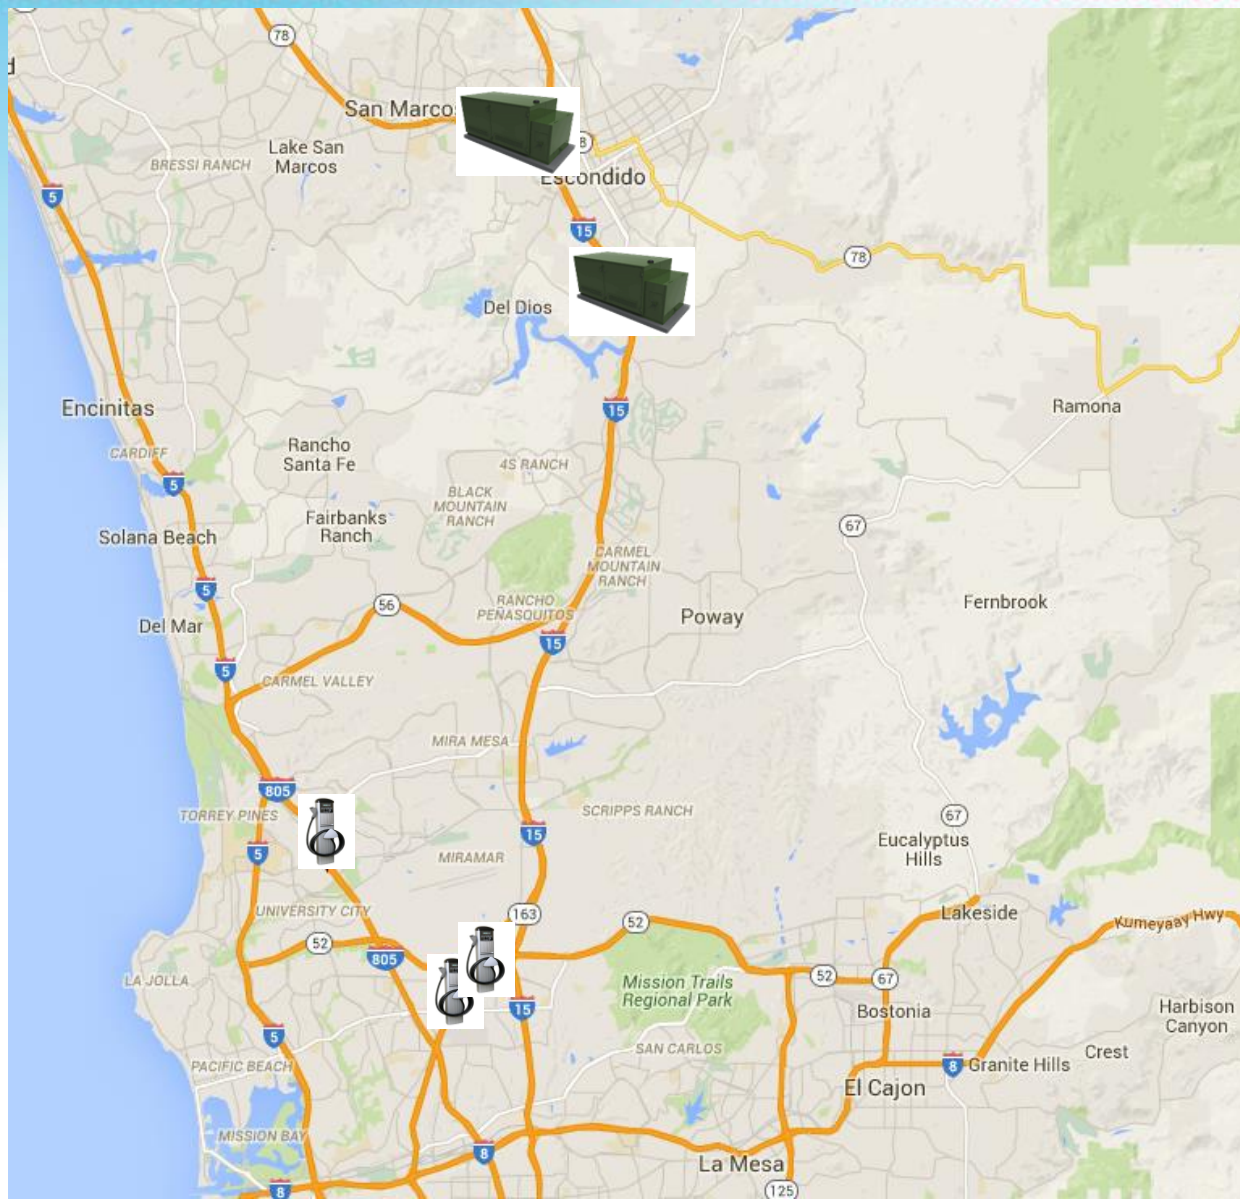 78
d
San Marco
8
Lake San
Marcos
BRESSI RANCH
Escondido
5
15
78
Del Dios
Encinitas
15
Ramona
CARDIFF
Rancho
Santa Fe
4S RANCH
5
BLACK
MOUNTAIN
RANCH
Fairbanks
Ranch
67
Solana Beach
CARMEL
MOUNTAIN
RANCH
5
56
RANCHO
PEÑASQUITOS
Fernbrook
Poway
Del Mar
15
5
CARMEL VALLEY
MIRA MESA
805
TORREY PINES
SCRIPPS RANCH
67
15
5
Eucalyptus
Hills
MIRAMAR
UNIVERSITY CITY
163
52
Lakeside
Kumeyaay Hwy
52
805
LA JOLLA
Mission Trails
Regional Park
52
67
15
Bostonia
Harbison
Canyon
5
SAN CARLOS
Crest
PACIFIC BEACH
8
Granite Hills
El Cajon
MISSION BAY
8
La Mesa
8
125